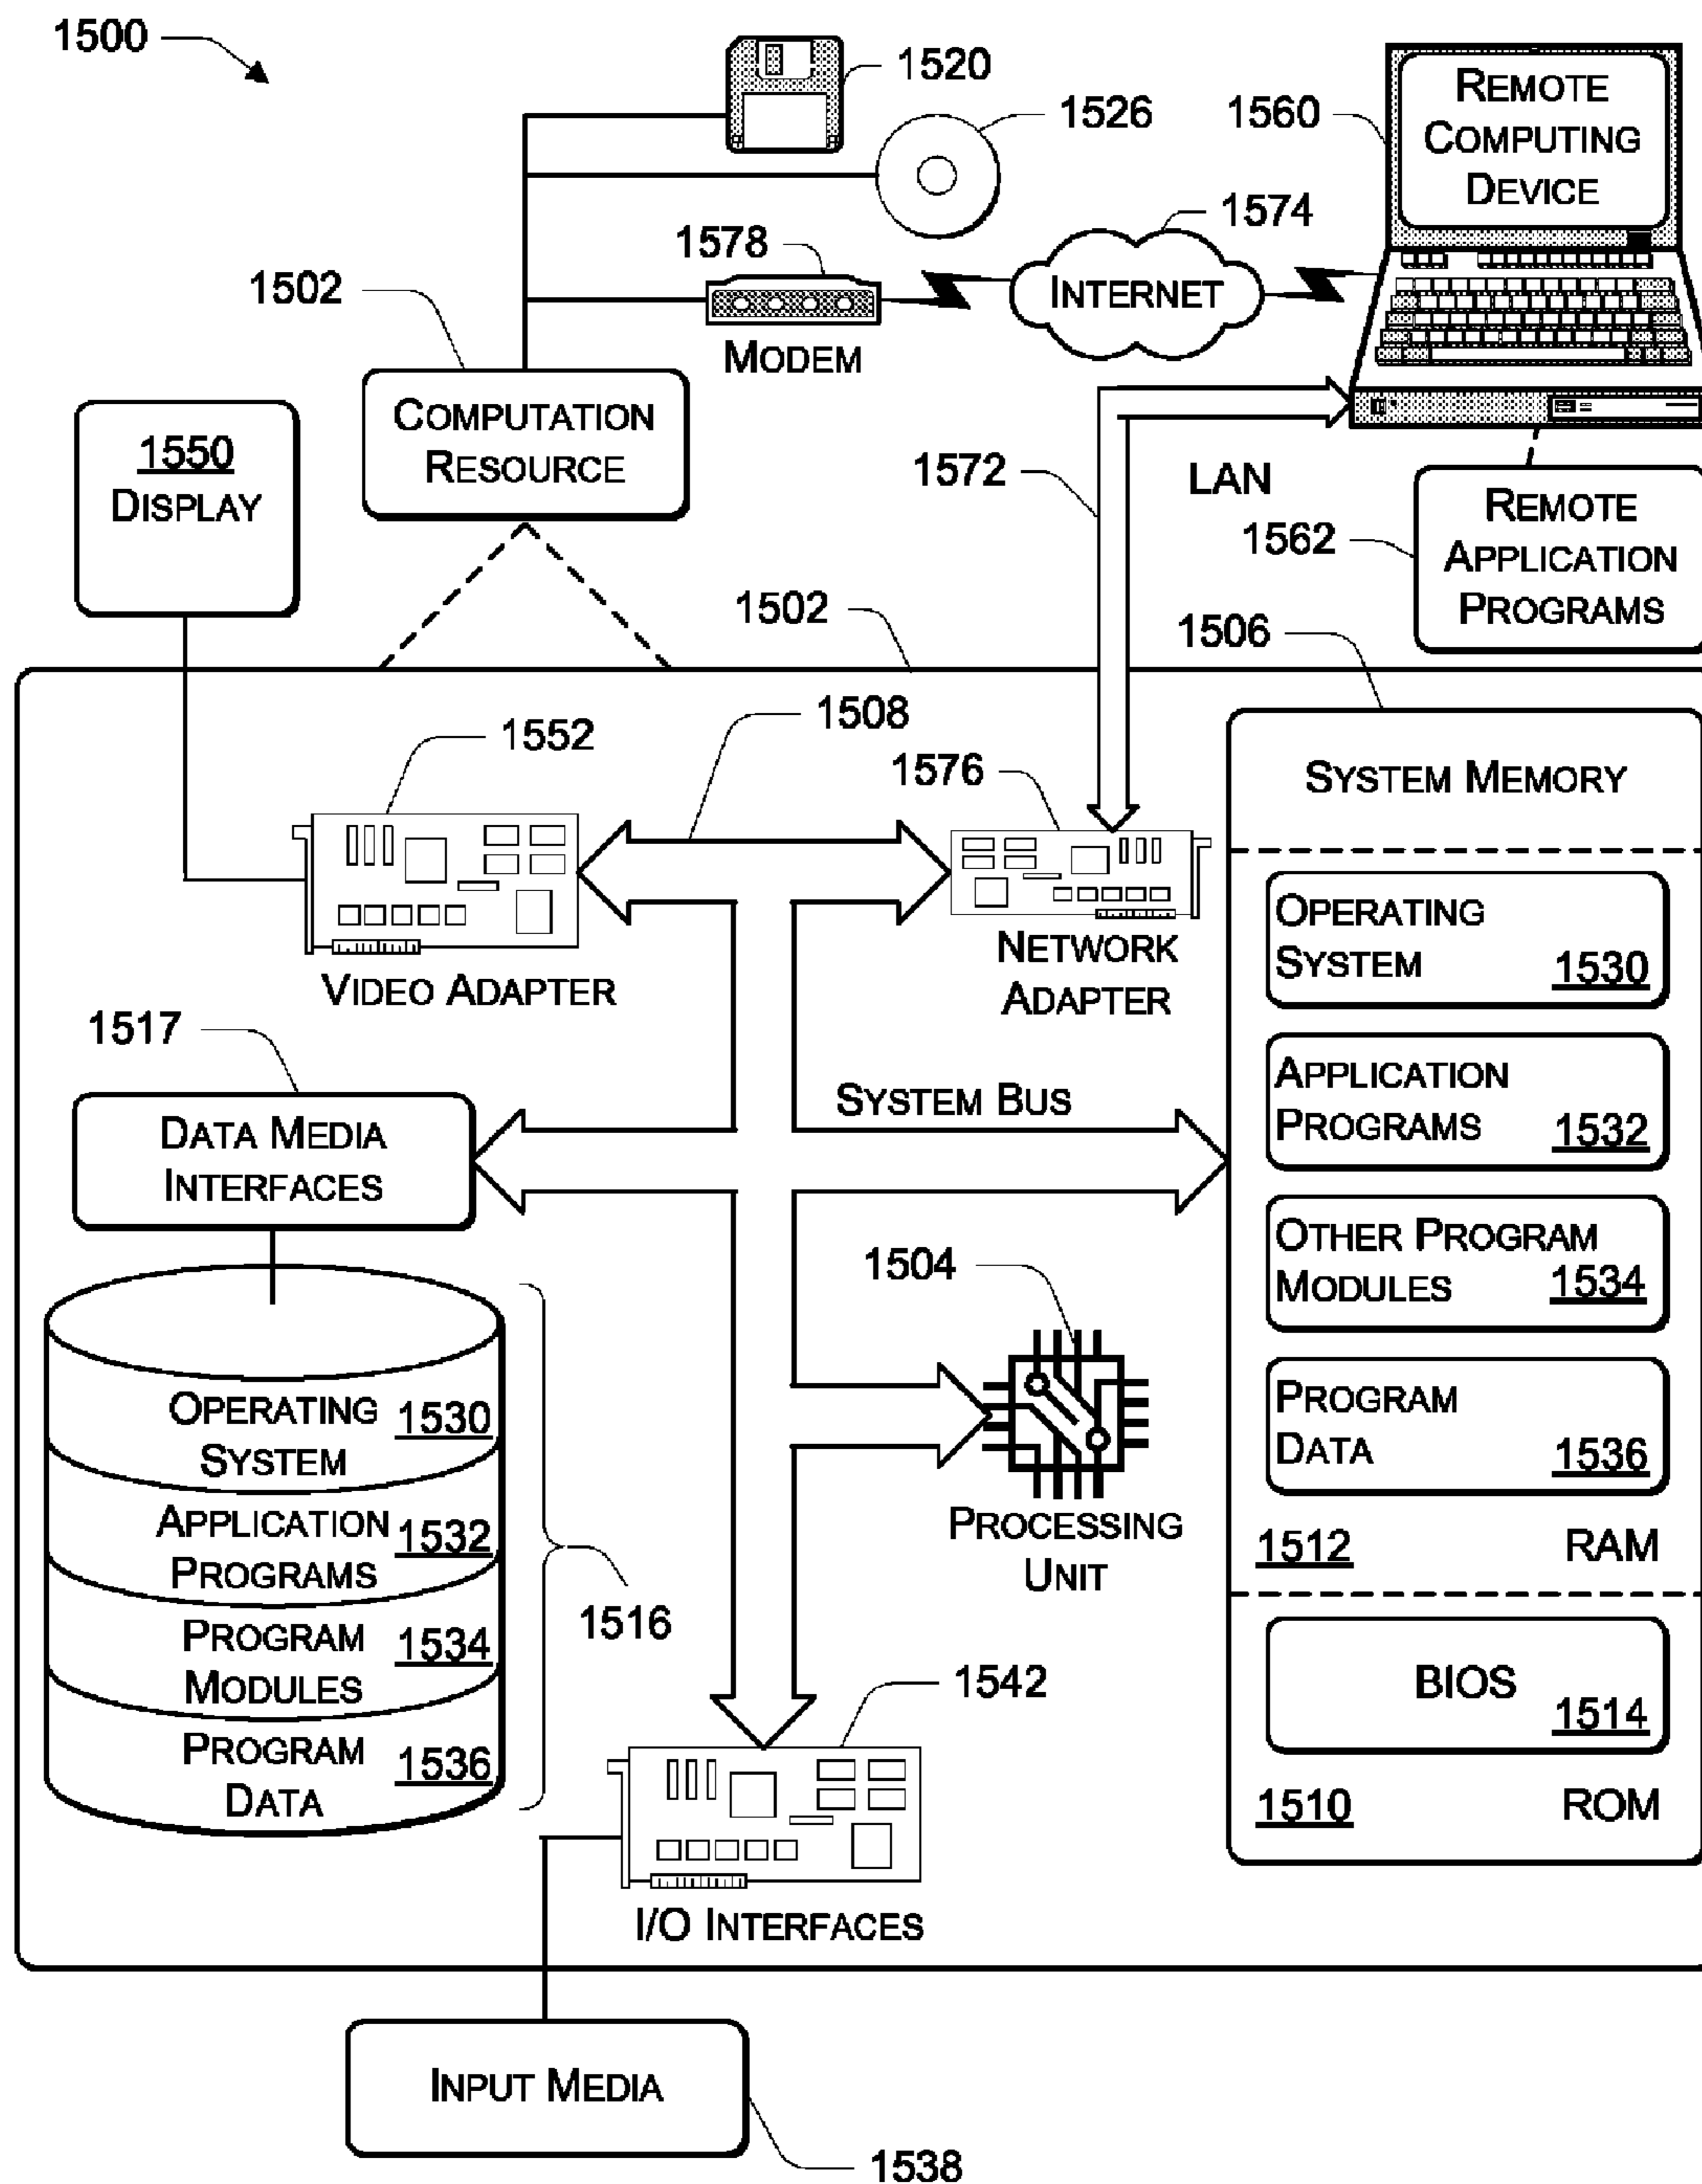 1500
1520
1526
1560
REMOTE
COMPUTING
DEVICE
1574
1578
INTERNET
1502
MODEM
COMPUTATION
RESOURCE
1550
DISPLAY
1572
LAN
1562
REMOTE
APPLICATION
PROGRAMS
1502
1506
1508
1552
1576
SYSTEM MEMORY
VIDEO ADAPTER
NETWORK
ADAPTER
OPERATING
SYSTEM 1530
1517
DATA MEDIA
INTERFACES
SYSTEM BUS
APPLICATION
PROGRAMS 1532
OTHER PROGRAM
MODULES 1534
1504
PROCESSING
UNIT
PROGRAM
DATA 1536
1512 RAM
OPERATING 1530
SYSTEM
APPLICATION 1532
PROGRAMS
PROGRAM 1534
MODULES
PROGRAM 1536
DATA
1516
1542
I/O INTERFACES
BIOS
1514
1510 ROM
INPUT MEDIA
1538